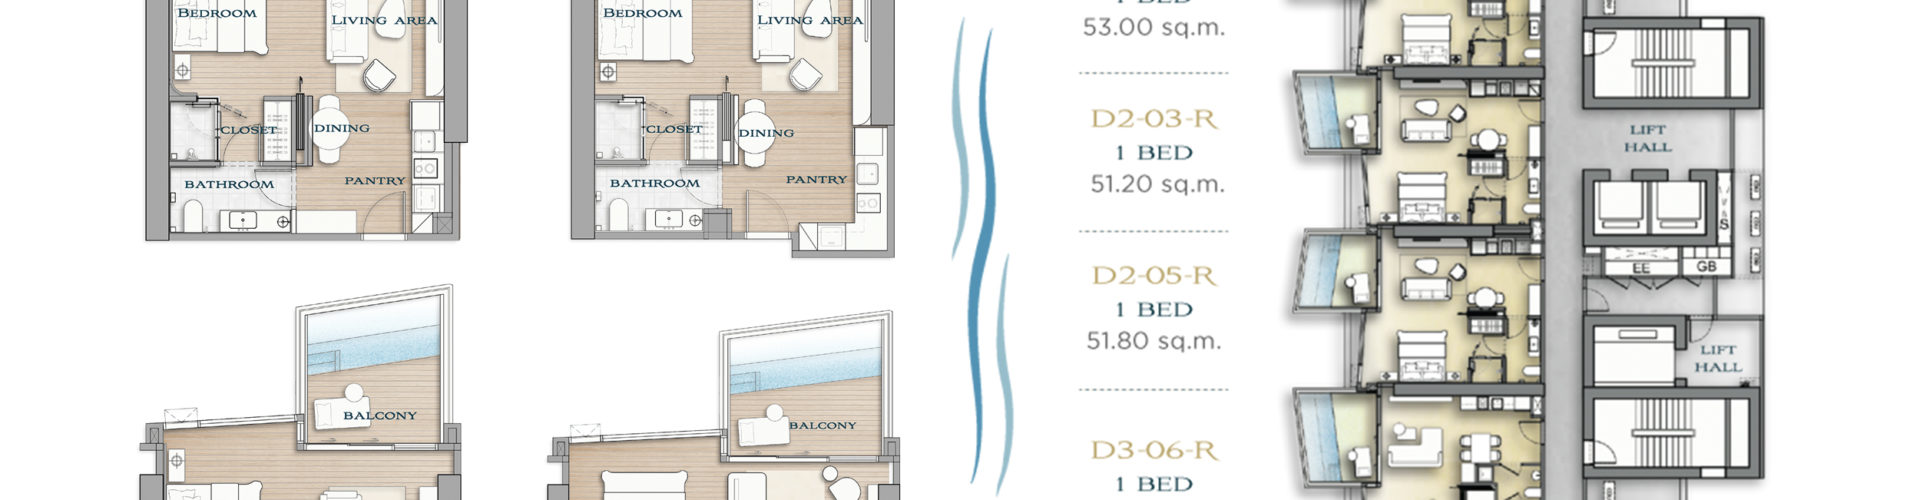 BEDROOM
LIVING AREA
CLOSET
DINING
BATHROOM
PANTRY
BALCONY
BEDROOM
LIVING AREA
CLOSET
DINING
BATHROOM
PANTRY
BALCONY
1 BED
53.00 sq.m.
D2-03-R
1 BED
51.20 sq.m.
D2-05-R
1 BED
51.80 sq.m.
D3-06-R
1 BED
LIFT
HALL
S
EE
GB
LIFT
HALL